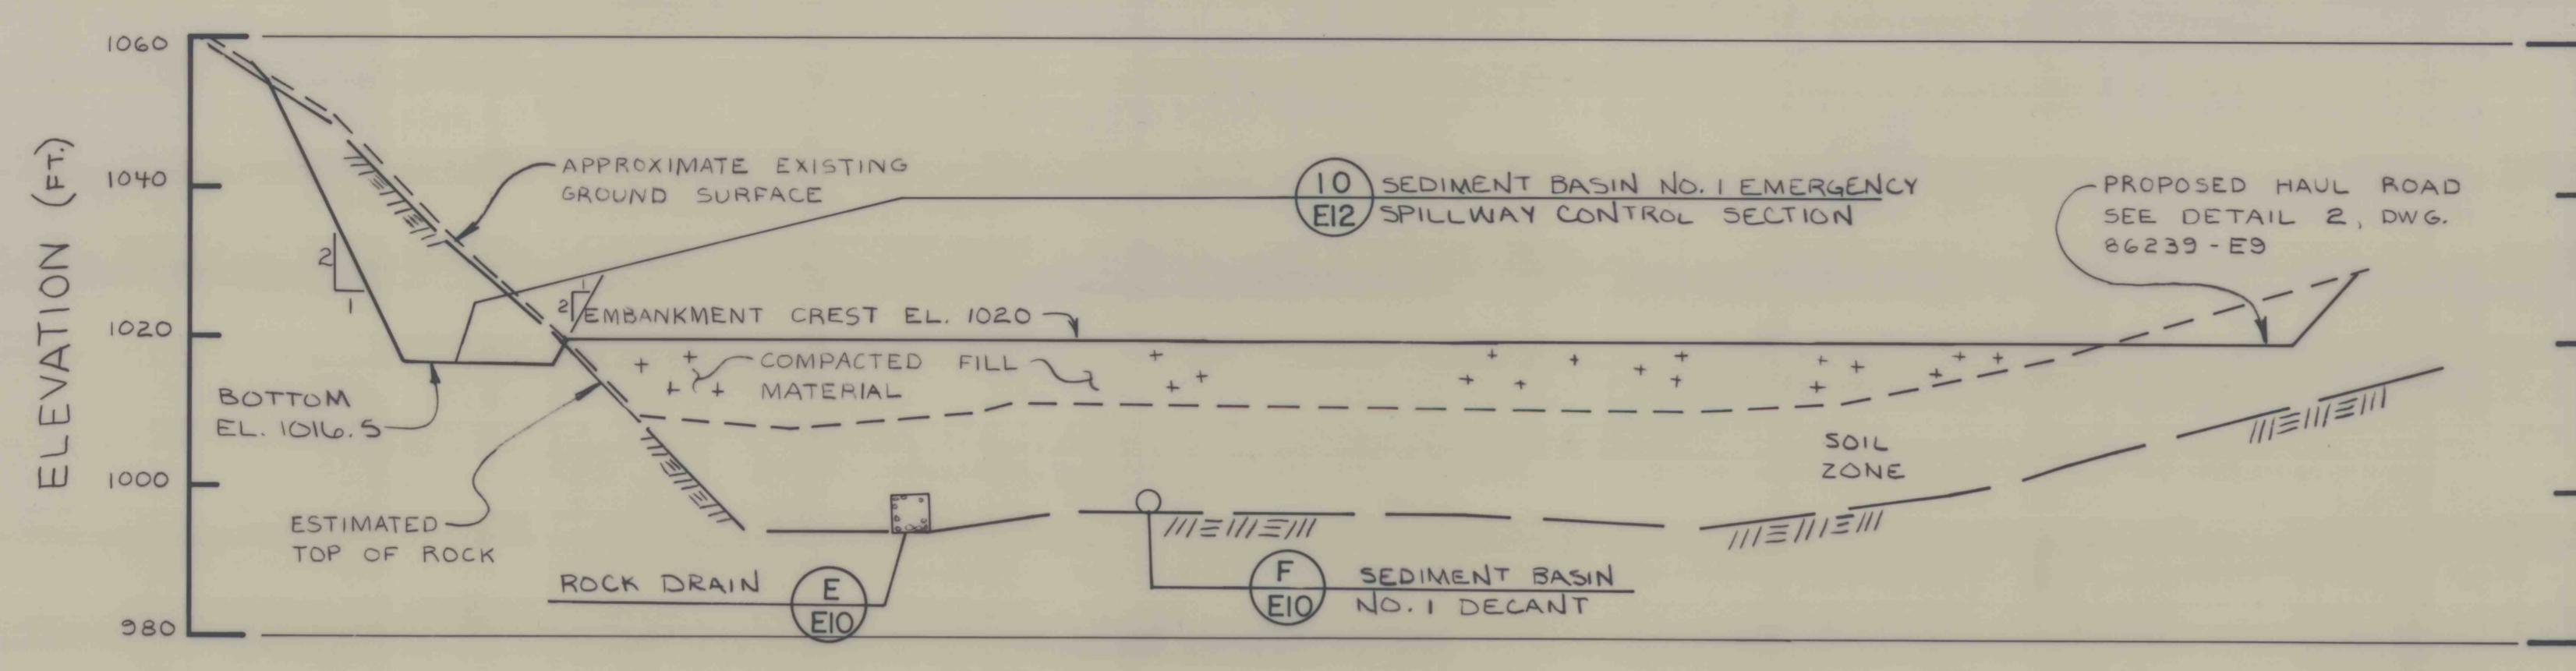 ELEVATION (FT.)
1060
1040
1020
1000
980
APPROXIMATE EXISTING
GROUND SURFACE
10
E12
SEDIMENT BASIN NO. 1 EMERGENCY
SPILLWAY CONTROL SECTION
PROPOSED HAUL ROAD
SEE DETAIL 2, DWG.
86239-E9
2
1
2
1
EMBANKMENT CREST EL. 1020
COMPACTED FILL
MATERIAL
BOTTOM
EL. 1016.5
SOIL
ZONE
ESTIMATED
TOP OF ROCK
ROCK DRAIN
E
E10
F
E10
SEDIMENT BASIN
NO. 1 DECANT